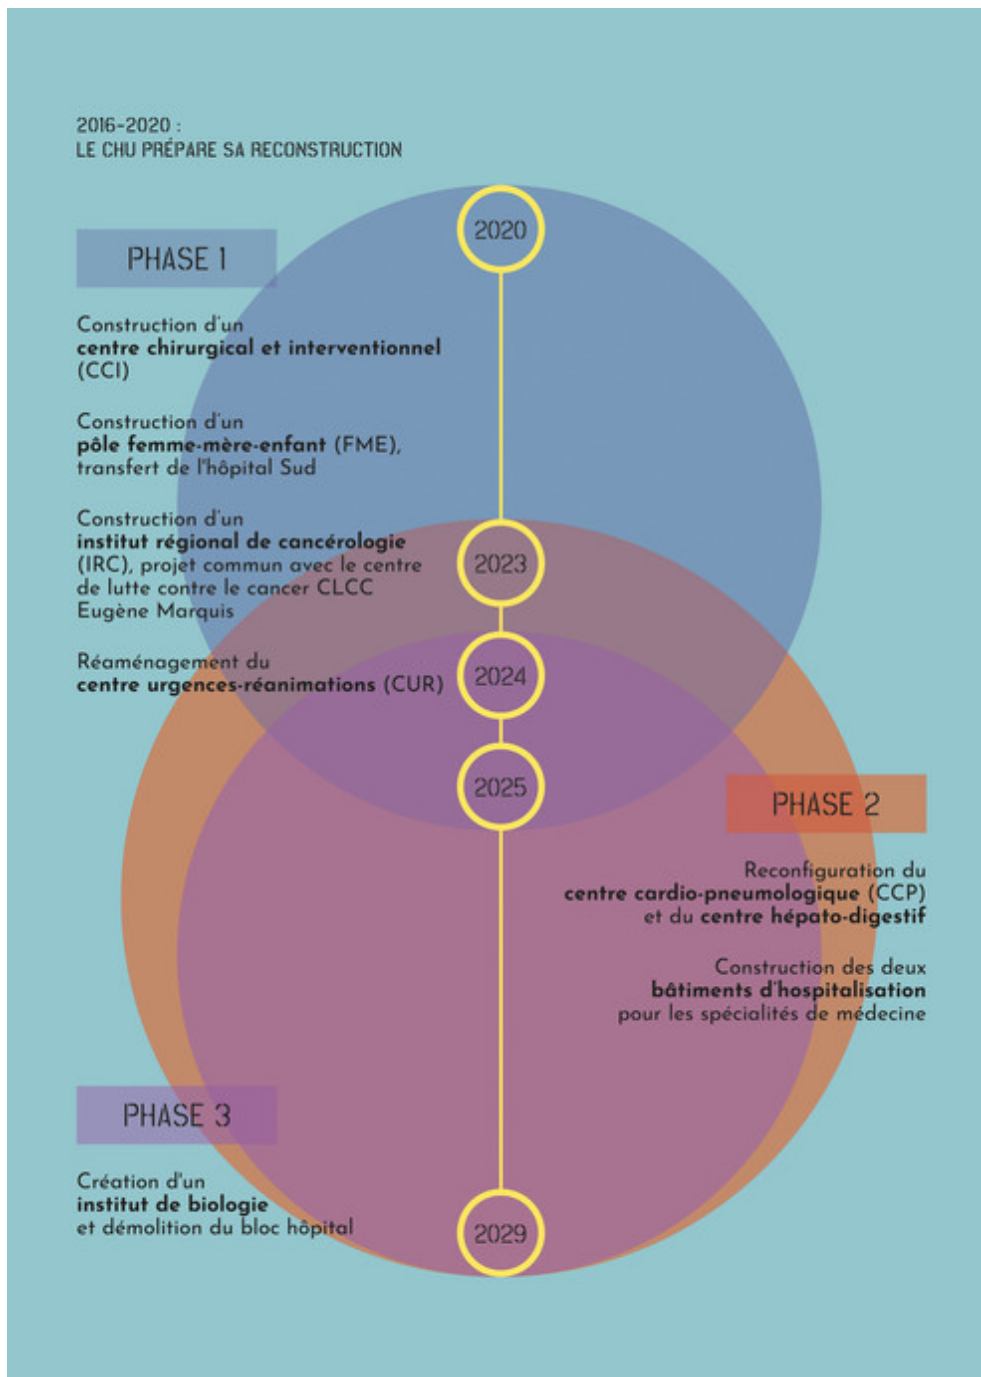 2016-2020 :
LE CHU PRÉPARE SA RECONSTRUCTION
2020
PHASE 1
Construction d'un
centre chirurgical et interventionnel
(CCI)
Construction d'un
pôle femme-mère-enfant (FME),
transfert de l'hôpital Sud
Construction d'un
institut régional de cancérologie
(IRC), projet commun avec le centre
de lutte contre le cancer CLCC
Eugène Marquis
Réaménagement du
centre urgences-réanimations (CUR)
2023
2024
2025
PHASE 2
Reconfiguration du
centre cardio-pneumologique (CCP)
et du centre hépato-digestif
Construction des deux
bâtiments d'hospitalisation
pour les spécialités de médecine
PHASE 3
Création d'un
institut de biologie
et démolition du bloc hôpital
2029